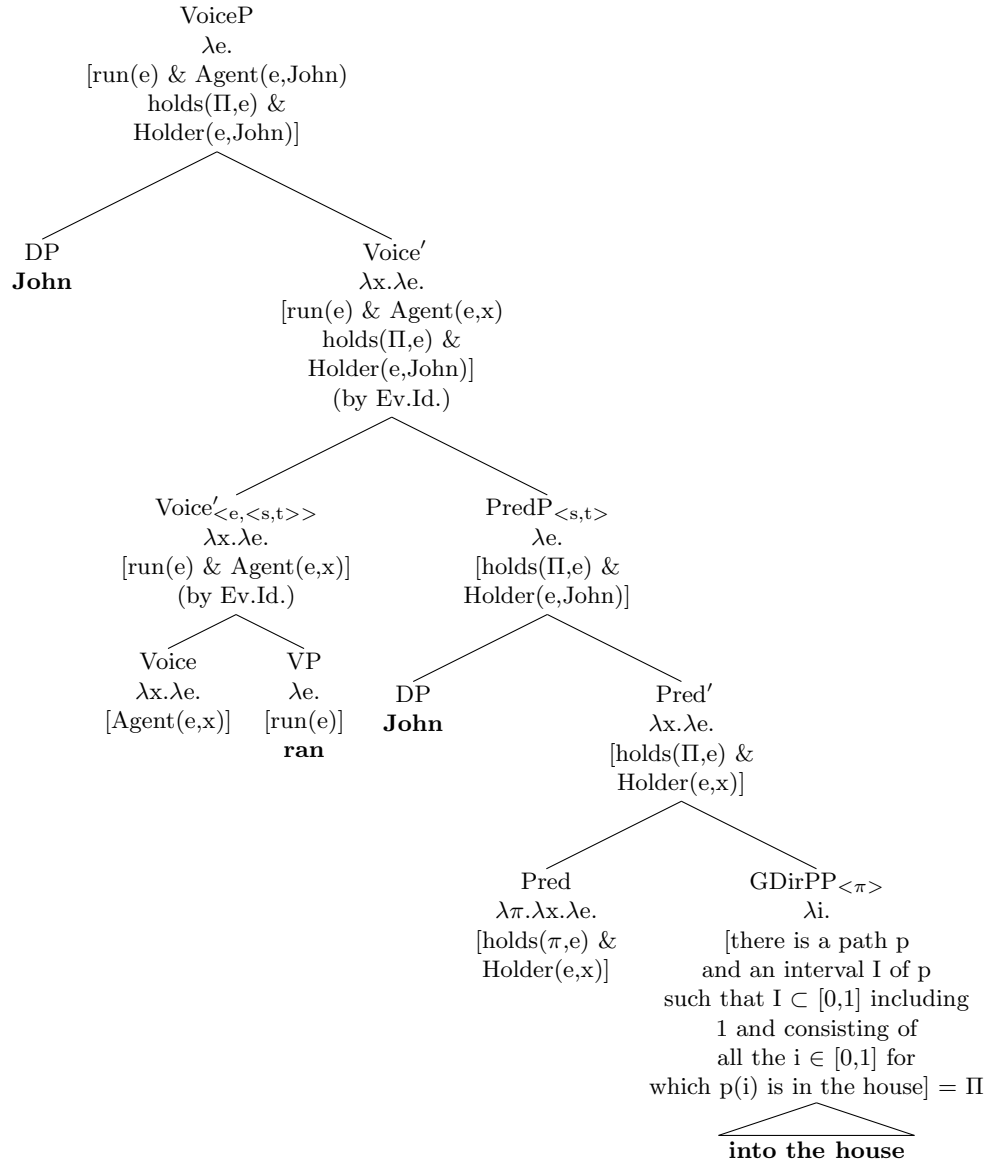 VoiceP
λe.
[run(e) & Agent(e,John)
holds(Π,e) &
Holder(e,John)]
DP
John
Voice′
λx.λe.
[run(e) & Agent(e,x)
holds(Π,e) &
Holder(e,John)]
(by Ev.Id.)
Voice′<e,<s,t>>
λx.λe.
[run(e) & Agent(e,x)]
(by Ev.Id.)
PredP<s,t>
λe.
[holds(Π,e) &
Holder(e,John)]
Voice
λx.λe.
[Agent(e,x)]
VP
λe.
[run(e)]
ran
DP
John
Pred′
λx.λe.
[holds(Π,e) &
Holder(e,x)]
Pred
λπ.λx.λe.
[holds(π,e) &
Holder(e,x)]
GDirPP<π>
λi.
[there is a path p
and an interval I of p
such that I ⊂ [0,1] including
1 and consisting of
all the i ∈ [0,1] for
which p(i) is in the house] = Π
into the house